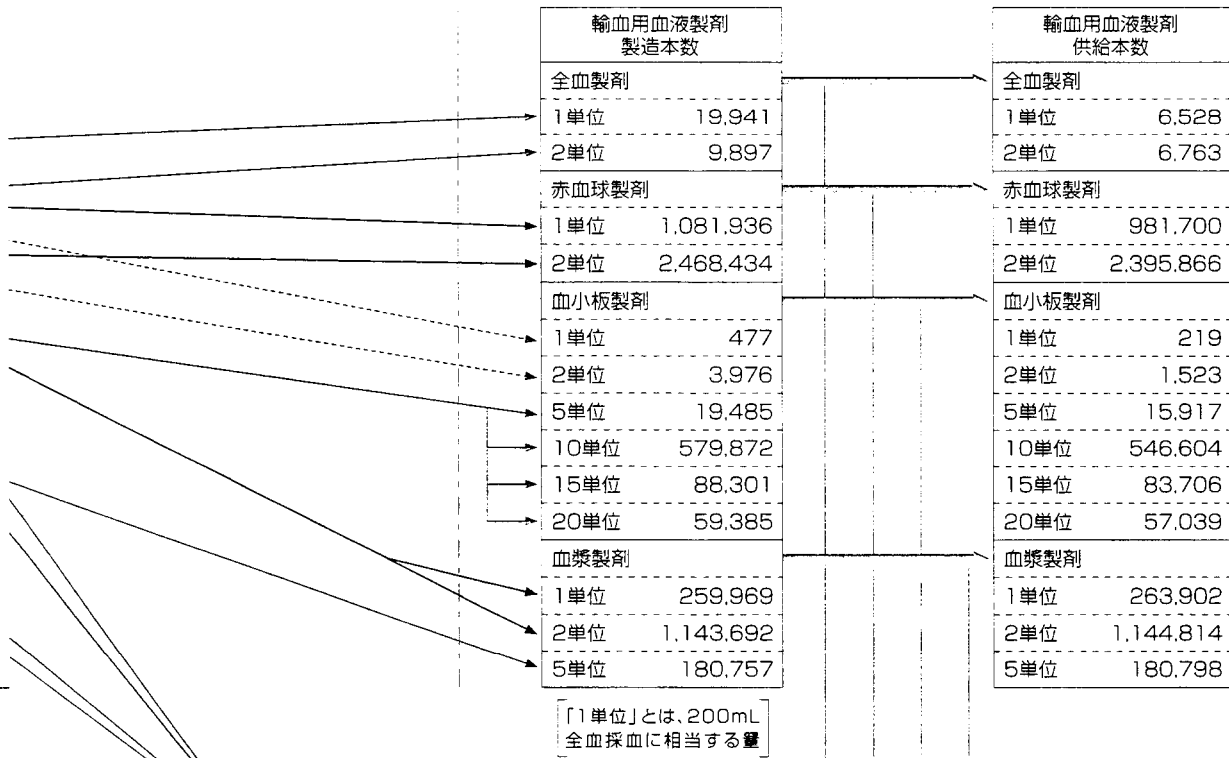 輸血用血液製剤
製造本数
全血製剤
1単位 19,941
2単位 9,897
赤血球製剤
1単位 1,081,936
2単位 2,468,434
血小板製剤
1単位 477
2単位 3,976
5単位 19,485
10単位 579,872
15単位 88,301
20単位 59,385
血漿製剤
1単位 259,969
2単位 1,143,692
5単位 180,757
「1単位」とは、200mL
全血採血に相当する量
輸血用血液製剤
供給本数
全血製剤
1単位 6,528
2単位 6,763
赤血球製剤
1単位 981,700
2単位 2,395,866
血小板製剤
1単位 219
2単位 1,523
5単位 15,917
10単位 546,604
15単位 83,706
20単位 57,039
血漿製剤
1単位 263,902
2単位 1,144,814
5単位 180,798